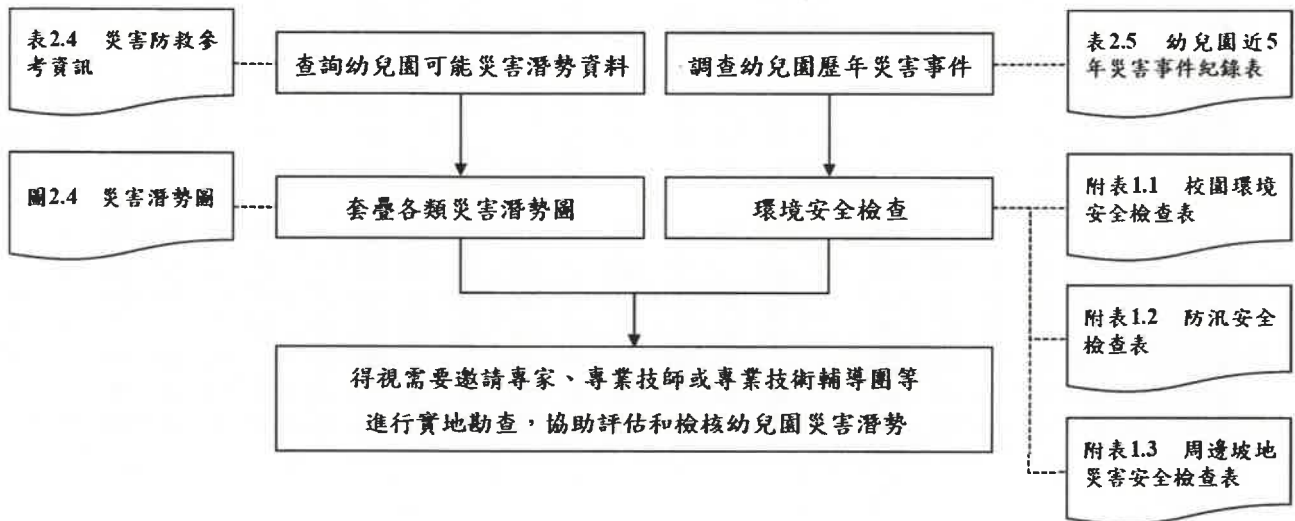 表2.4 災害防救參
考資訊
查詢幼兒園可能災害潛勢資料
調查幼兒園歷年災害事件
表2.5 幼兒園近5
年災害事件紀錄表
圖2.4 災害潛勢圖
套疊各類災害潛勢圖
環境安全檢查
附表1.1 校園環境
安全檢查表
附表1.2 防汛安全
檢查表
得視需要邀請專家、專業技師或專業技術輔導團等
進行實地勘查,協助評估和檢核幼兒園災害潛勢
附表1.3 周邊坡地
災害安全檢查表